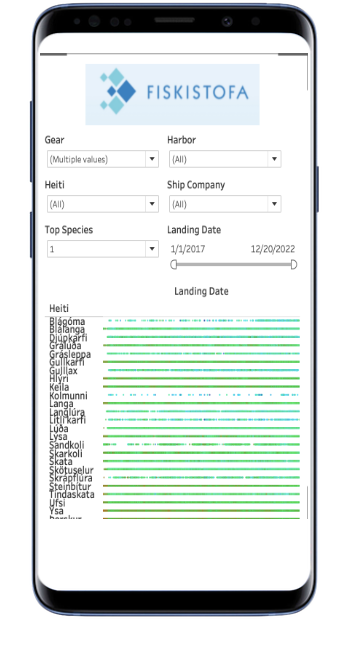 FISKISTOFA
Gear Harbor
(Multiple values) (All)
Heiti Ship Company
(All) (All)
Top Species Landing Date
1 1/1/2017 12/20/2022
Landing Date
Heiti
Blágóma
Blálanga
Djúpkarfi
Grálúða
Grásleppa
Gullkarfi
Gulllax
Hlýri
Keila
Kolmunni
Langa
Langlúra
Litli karfi
Lúða
Lýsa
Sandkoli
Skarkoli
Skata
Skötuselur
Skrápflúra
Steinbítur
Tindaskata
Ufsi
Ýsa
Þorskur